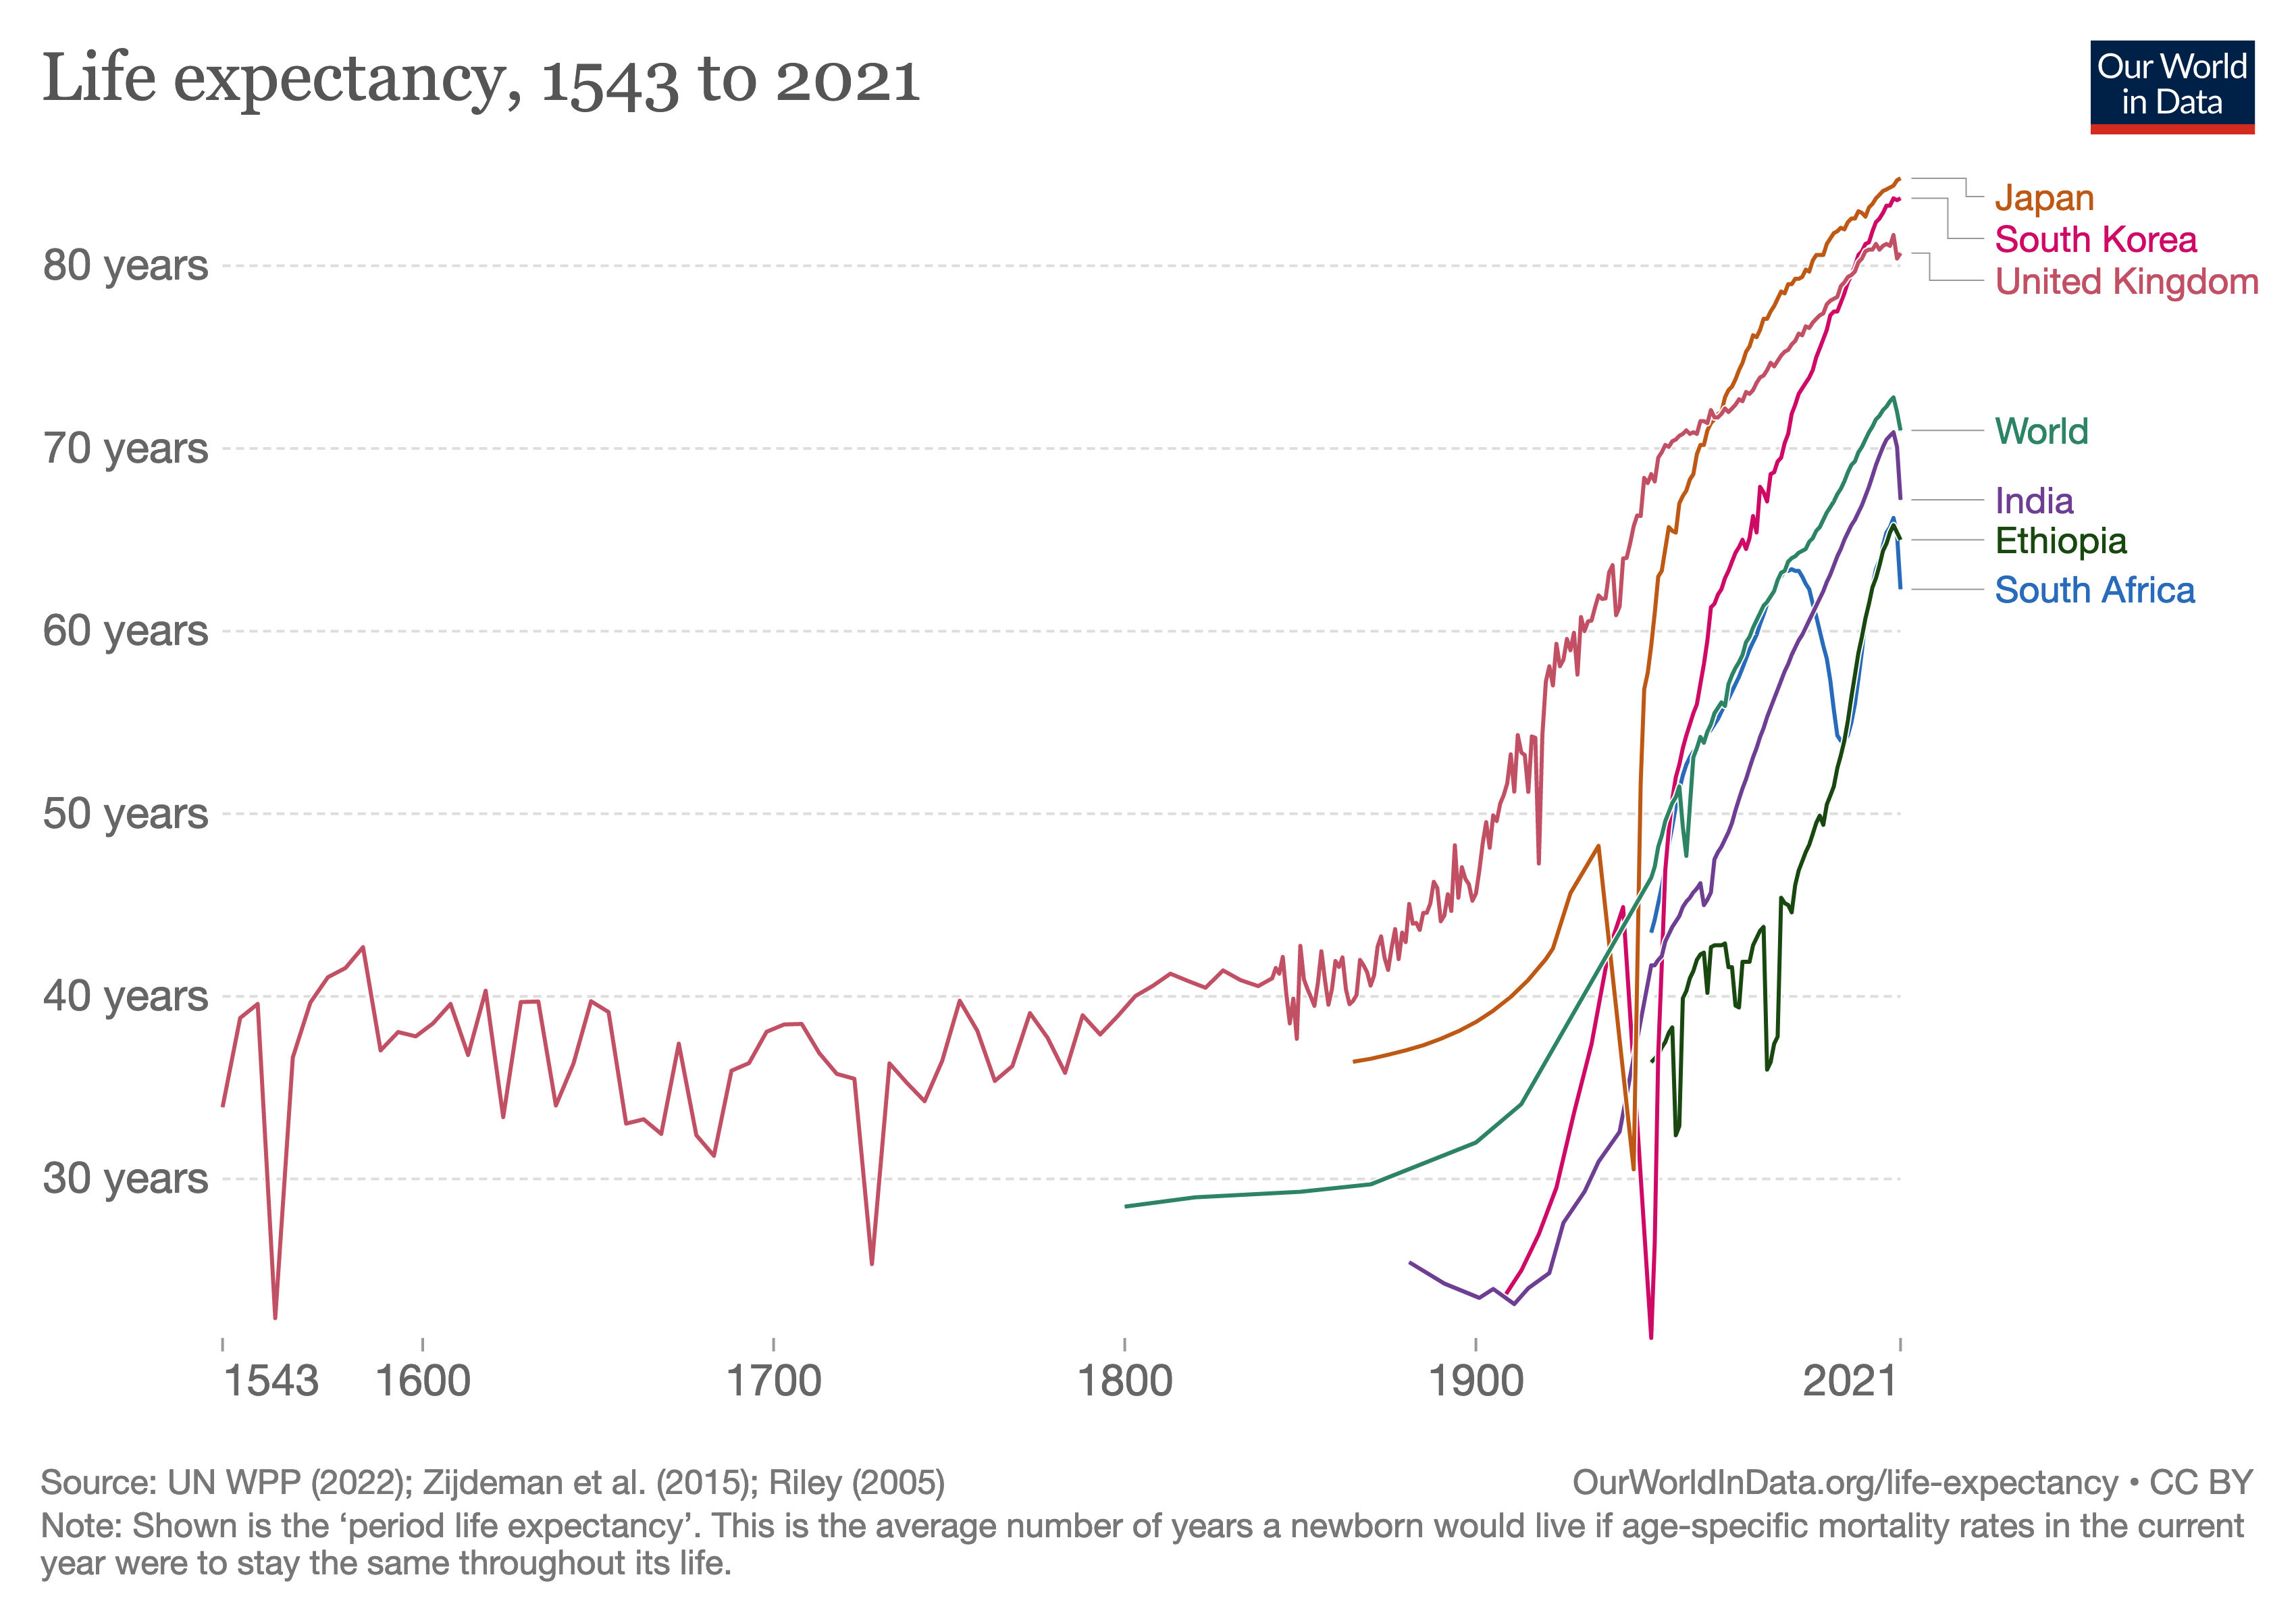 Life expectancy, 1543 to 2021
Our World
in Data
80 years
70 years
60 years
50 years
40 years
30 years
Japan
South Korea
United Kingdom
World
India
Ethiopia
South Africa
1543
1600
1700
1800
1900
2021
Source: UN WPP (2022); Zijdeman et al. (2015); Riley (2005)
OurWorldInData.org/life-expectancy • CC BY
Note: Shown is the ‘period life expectancy’. This is the average number of years a newborn would live if age-specific mortality rates in the current
year were to stay the same throughout its life.